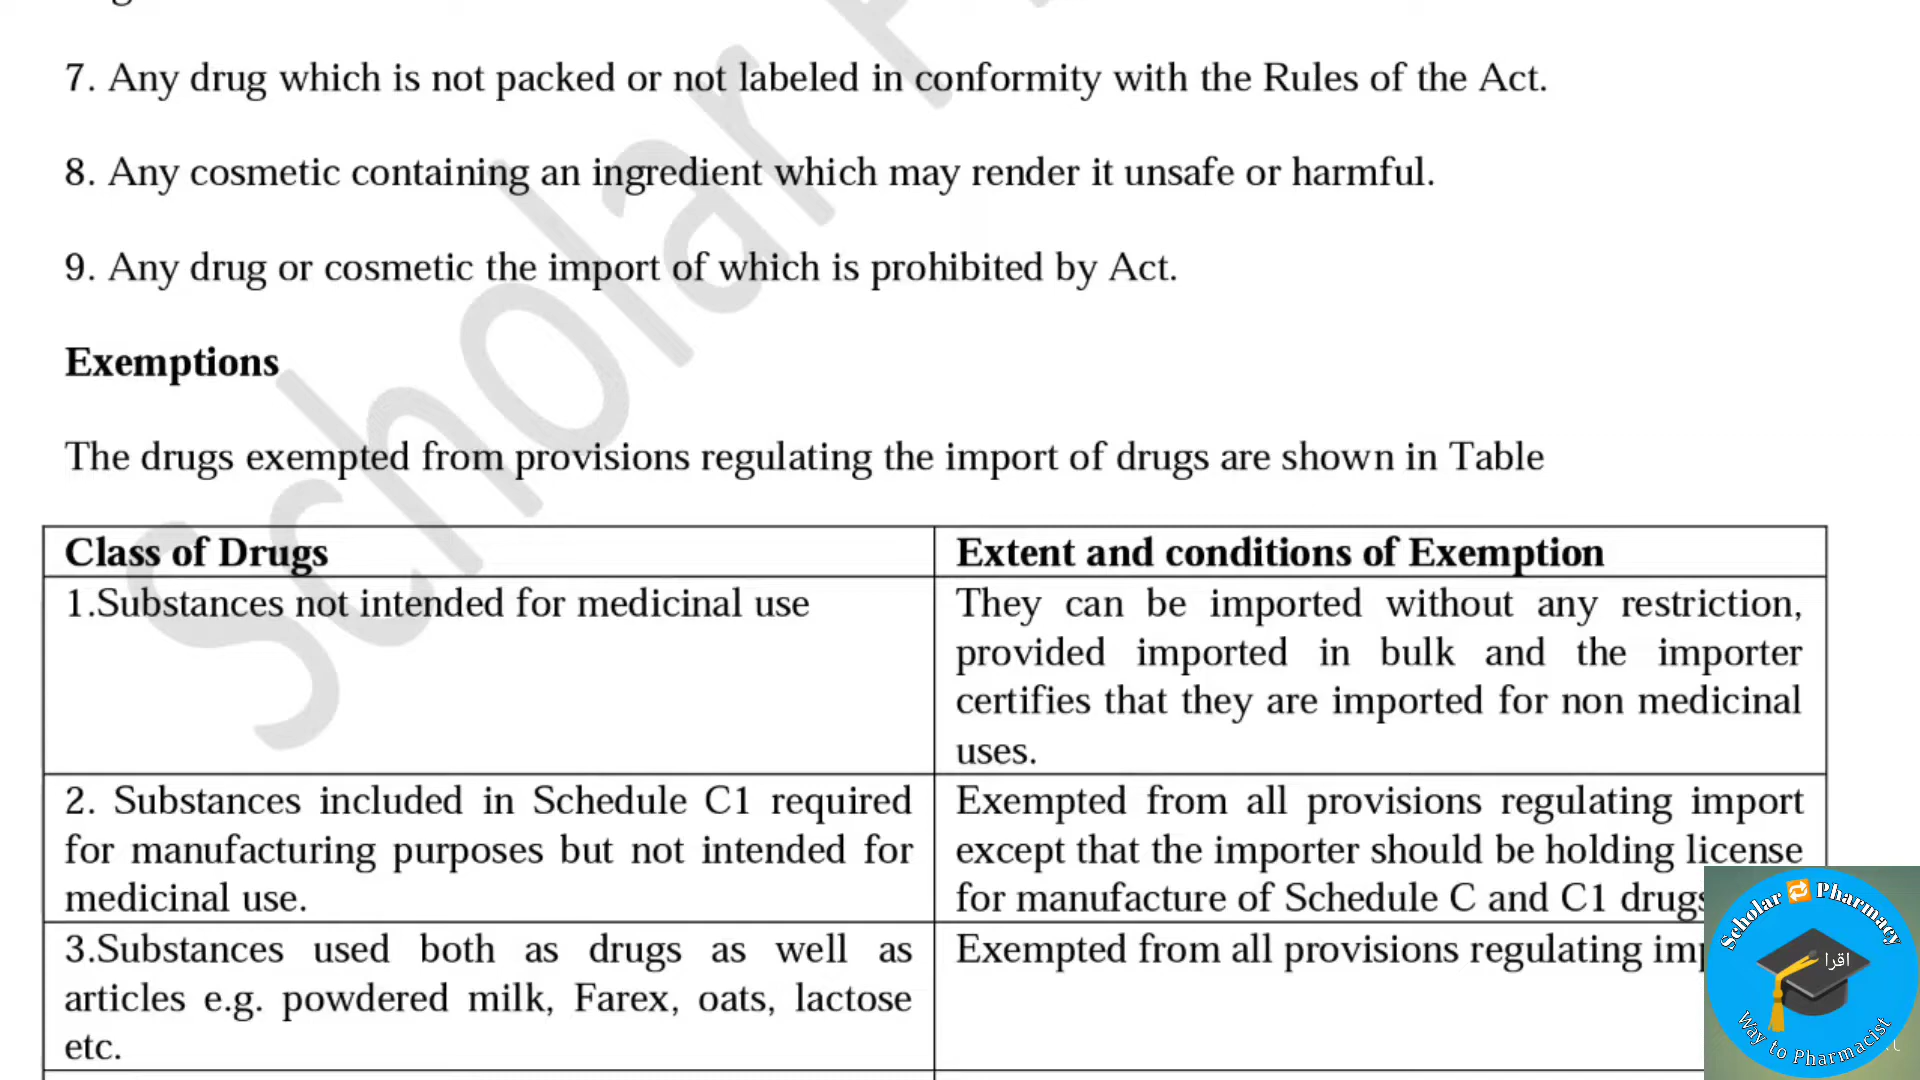 7. Any drug which is not packed or not labeled in conformity with the Rules of the Act.
8. Any cosmetic containing an ingredient which may render it unsafe or harmful.
9. Any drug or cosmetic the import of which is prohibited by Act.
Exemptions
The drugs exempted from provisions regulating the import of drugs are shown in Table
Class of Drugs
Extent and conditions of Exemption
1.Substances not intended for medicinal use
They can be imported without any restriction,
provided imported in bulk and the importer
certifies that they are imported for non medicinal
uses.
2. Substances included in Schedule C1 required
for manufacturing purposes but not intended for
medicinal use.
Exempted from all provisions regulating import
except that the importer should be holding license
for manufacture of Schedule C and C1 drugs
3.Substances used both as drugs as well as
articles e.g. powdered milk, Farex, oats, lactose
etc.
Exempted from all provisions regulating
Scholar
Scholar Pharmacy
اقرا
Way to Pharmacist